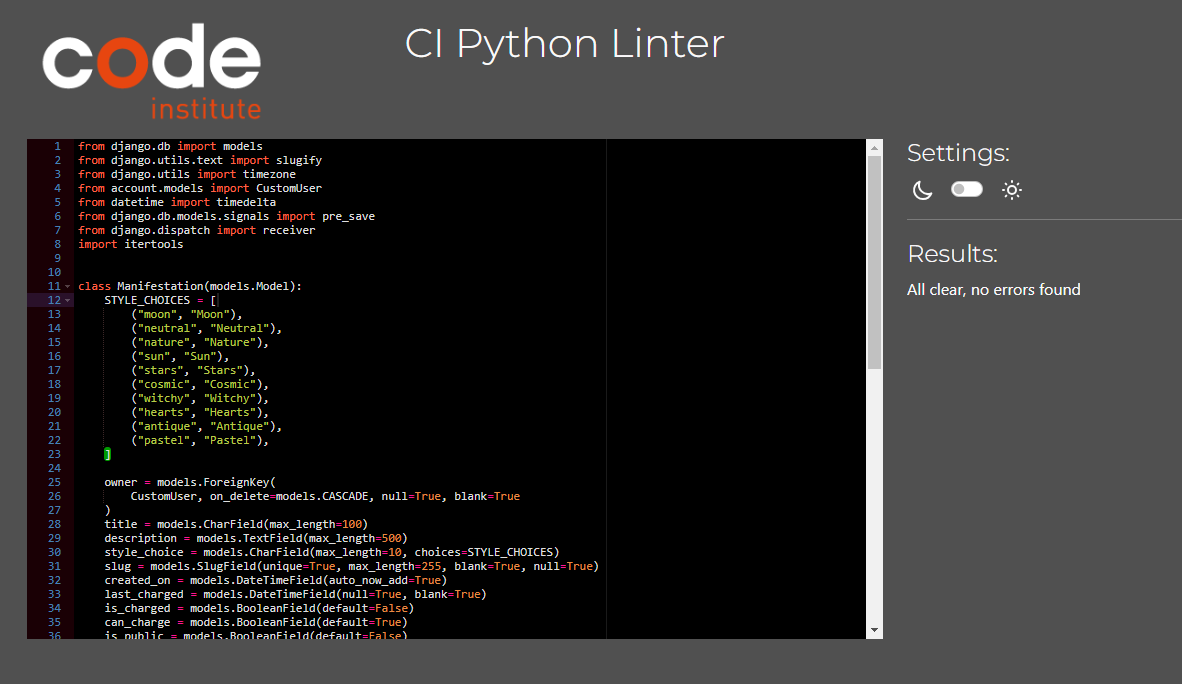 code
institute
CI Python Linter
1 from django.db import models
2 from django.utils.text import slugify
3 from django.utils import timezone
4 from account.models import CustomUser
5 from datetime import timedelta
6 from django.db.models.signals import pre_save
7 from django.dispatch import receiver
8 import itertools
9
10
11 class Manifestation(models.Model):
12     STYLE_CHOICES = [
13         ("moon", "Moon"),
14         ("neutral", "Neutral"),
15         ("nature", "Nature"),
16         ("sun", "Sun"),
17         ("stars", "Stars"),
18         ("cosmic", "Cosmic"),
19         ("witchy", "Witchy"),
20         ("hearts", "Hearts"),
21         ("antique", "Antique"),
22         ("pastel", "Pastel"),
23     ]
24
25     owner = models.ForeignKey(
26         CustomUser, on_delete=models.CASCADE, null=True, blank=True
27     )
28     title = models.CharField(max_length=100)
29     description = models.TextField(max_length=500)
30     style_choice = models.CharField(max_length=10, choices=STYLE_CHOICES)
31     slug = models.SlugField(unique=True, max_length=255, blank=True, null=True)
32     created_on = models.DateTimeField(auto_now_add=True)
33     last_charged = models.DateTimeField(null=True, blank=True)
34     is_charged = models.BooleanField(default=False)
35     can_charge = models.BooleanField(default=True)
36     is_public = models.BooleanField(default=False)
Settings:
Results:
All clear, no errors found